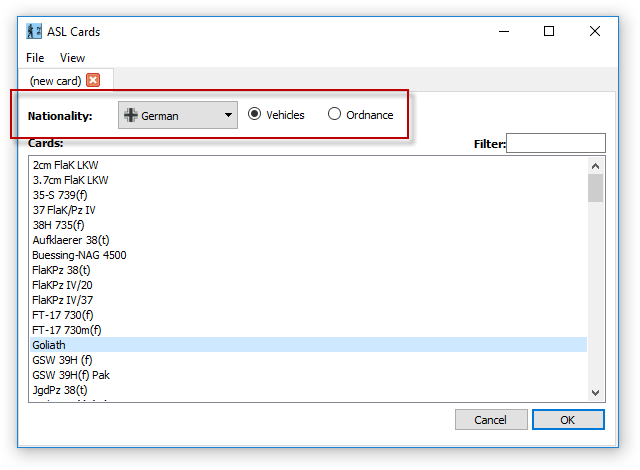 ASL Cards
File View
(new card)
Nationality: German Vehicles Ordnance
Cards: Filter:
2cm FlaK LKW
3.7cm FlaK LKW
35-S 739(f)
37 FlaK/Pz IV
38H 735(f)
Aufklaerer 38(t)
Buessing-NAG 4500
FlaKPz 38(t)
FlaKPz IV/20
FlaKPz IV/37
FT-17 730(f)
FT-17 730m(f)
Goliath
GSW 39H (f)
GSW 39H(f) Pak
JgdPz 38(t)
Cancel OK